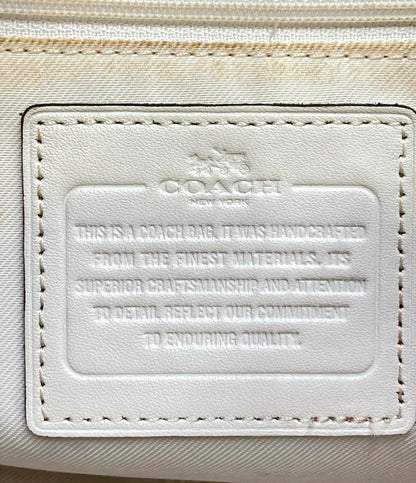 COACH
NEW YORK
THIS IS A COACH BAG. IT WAS HANDCRAFTED
FROM THE FINEST MATERIALS. ITS
SUPERIOR CRAFTSMANSHIP AND ATTENTION
TO DETAIL REFLECT OUR COMMITMENT
TO ENDURING QUALITY.